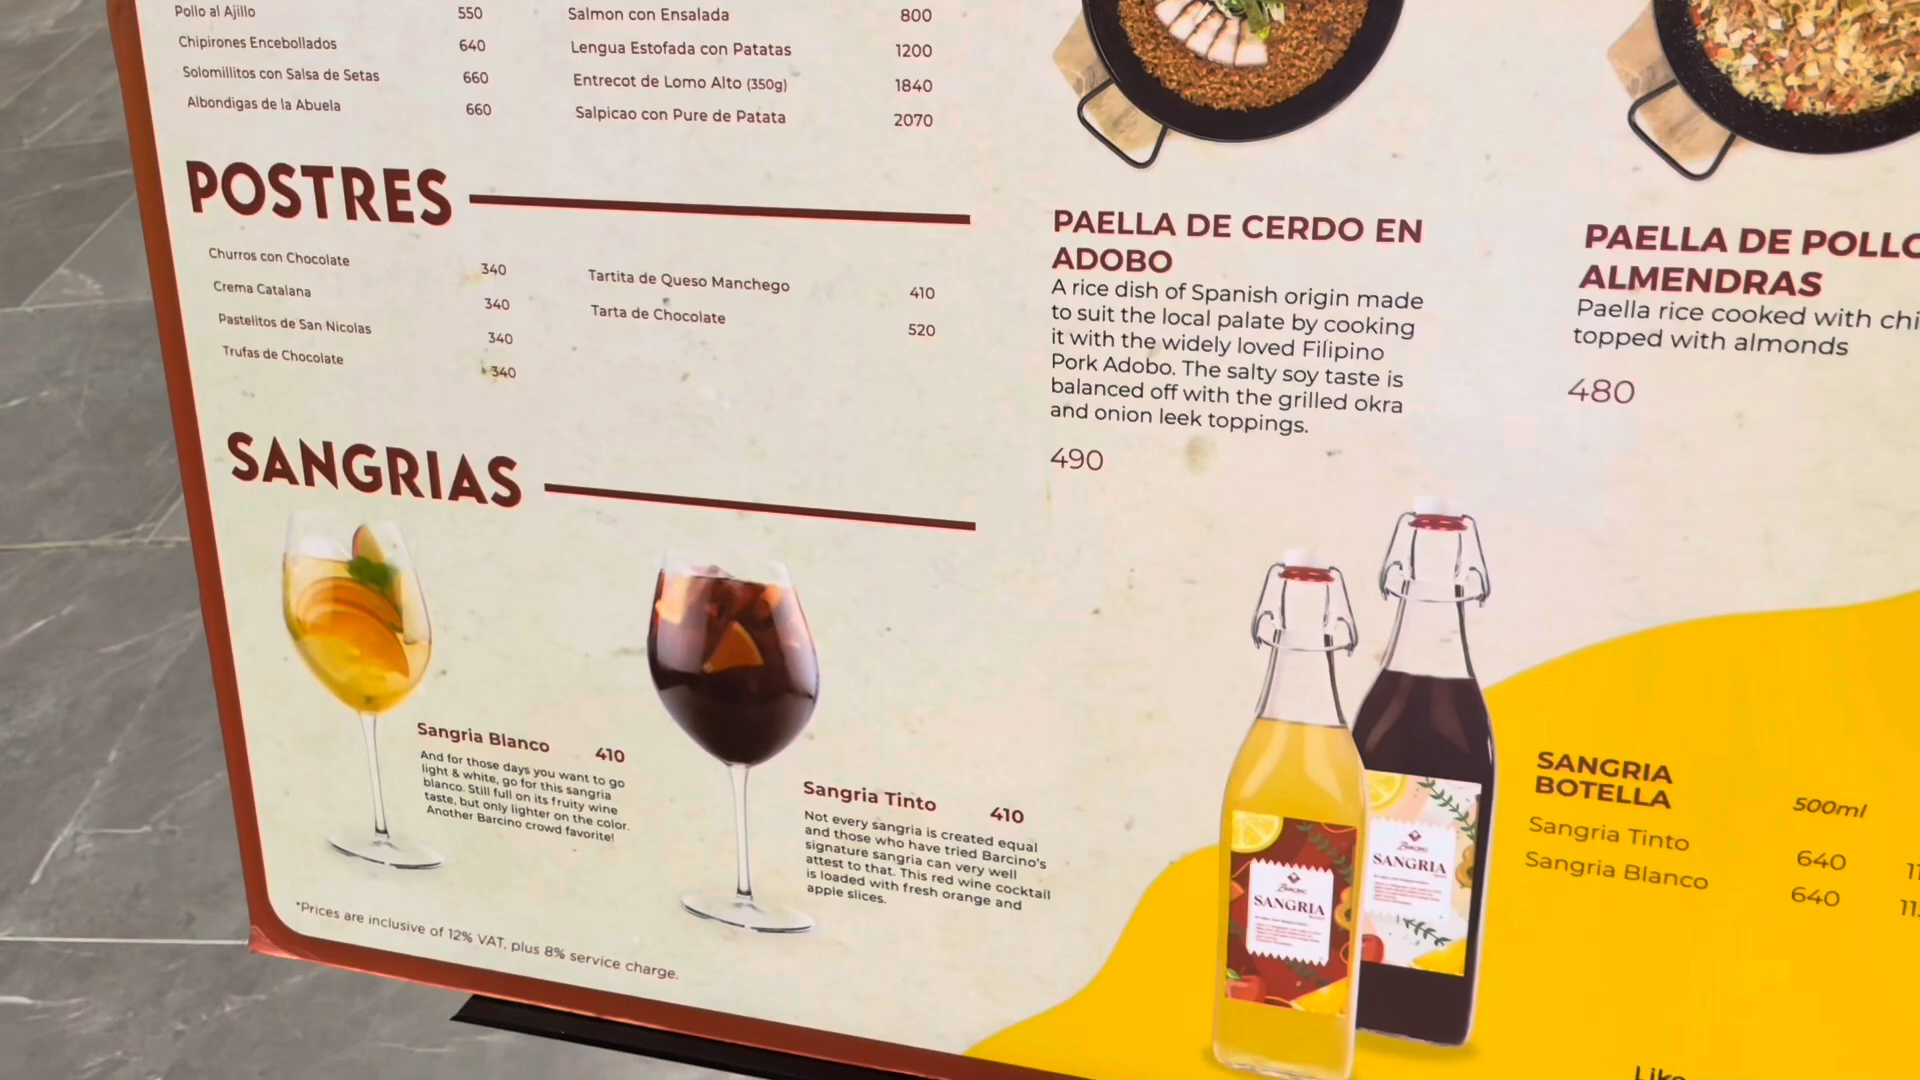 Pollo al Ajillo 550
Chipirones Encebollados 640
Solomillitos con Salsa de Setas 660
Albondigas de la Abuela 660
Salmon con Ensalada 800
Lengua Estofada con Patatas 1200
Entrecot de Lomo Alto (350g) 1840
Salpicao con Pure de Patata 2070
POSTRES
Churros con Chocolate 340
Crema Catalana 340
Pastelitos de San Nicolas 340
Trufas de Chocolate 340
Tartita de Queso Manchego 410
Tarta de Chocolate 520
SANGRIAS
Sangria Blanco 410
And for those days you want to go
light & white, go for this sangria
blanco. Still full on its fruity wine
taste, but only lighter on the color.
Another Barcino crowd favorite!
Sangria Tinto 410
Not every sangria is created equal
and those who have tried Barcino's
signature sangria can very well
attest to that. This red wine cocktail
is loaded with fresh orange and
apple slices.
*Prices are inclusive of 12% VAT, plus 8% service charge.
PAELLA DE CERDO EN
ADOBO
A rice dish of Spanish origin made
to suit the local palate by cooking
it with the widely loved Filipino
Pork Adobo. The salty soy taste is
balanced off with the grilled okra
and onion leek toppings.
490
PAELLA DE POLLO
ALMENDRAS
Paella rice cooked with
topped with almonds
480
Barcino
SANGRIA
Barcino
SANGRIA
SANGRIA
BOTELLA 500ml
Sangria Tinto 640
Sangria Blanco 640